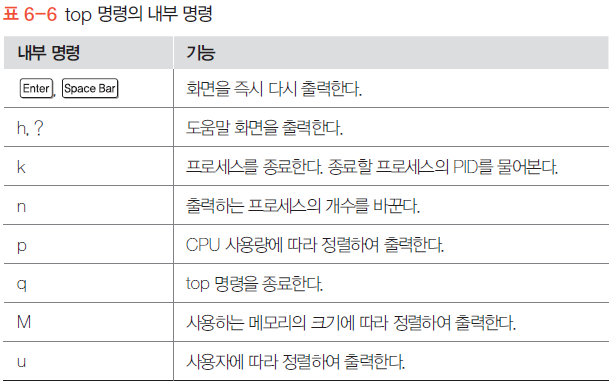 표 6-6 top 명령의 내부 명령
내부 명령 기능
Enter, Space Bar 화면을 즉시 다시 출력한다.
h, ? 도움말 화면을 출력한다.
k 프로세스를 종료한다. 종료할 프로세스의 PID를 물어본다.
n 출력하는 프로세스의 개수를 바꾼다.
p CPU 사용량에 따라 정렬하여 출력한다.
q top 명령을 종료한다.
M 사용하는 메모리의 크기에 따라 정렬하여 출력한다.
u 사용자에 따라 정렬하여 출력한다.